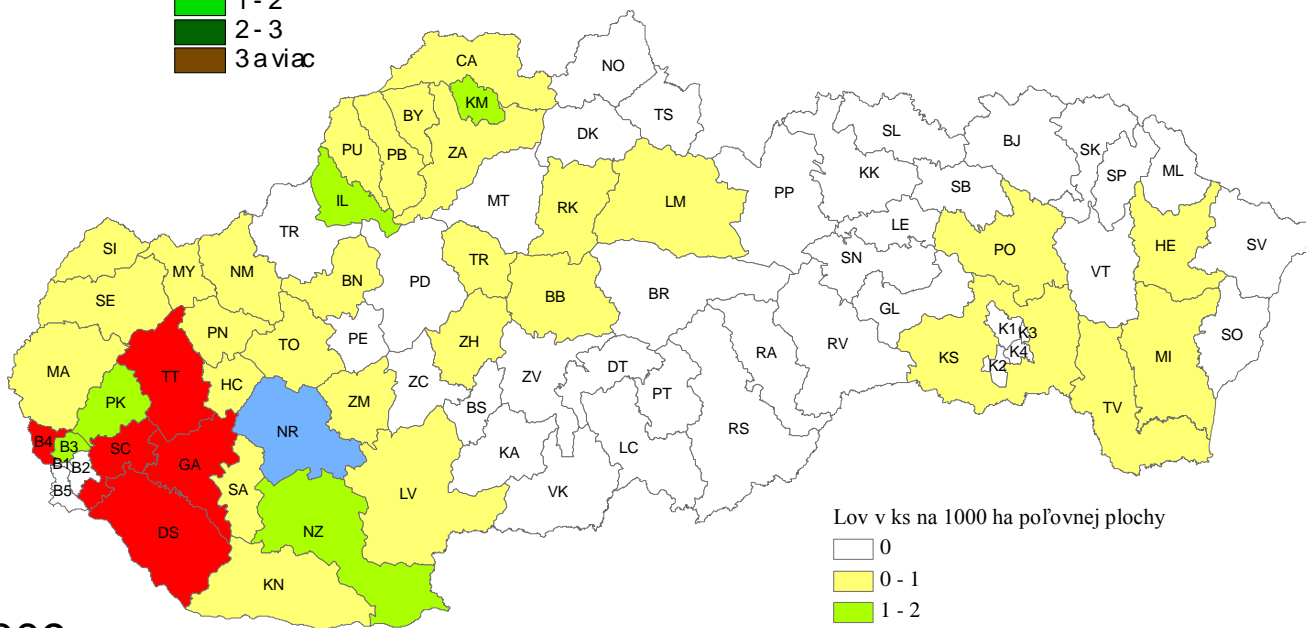 1 - 2
2 - 3
3 a viac
CA
NO
KM
TS
BY
DK
SL
BJ
SK
PU
PB
ZA
KK
SP
ML
PP
SB
IL
MT
RK
LM
TR
LE
SI
PO
HE
SV
MY
NM
TR
SN
VT
BN
PD
SE
BB
BR
GL
PN
K1
K3
SO
TO
PE
ZH
RA
RV
KS
K4
MI
MA
TT
HC
DT
K2
ZC
ZV
PK
ZM
PT
BS
TV
NR
RS
B4
B3
SC
LC
KA
B1
B2
GA
SA
LV
VK
B5
DS
NZ
KN
Lov v ks na 1000 ha poľovnej plochy
0
0 - 1
1 - 2